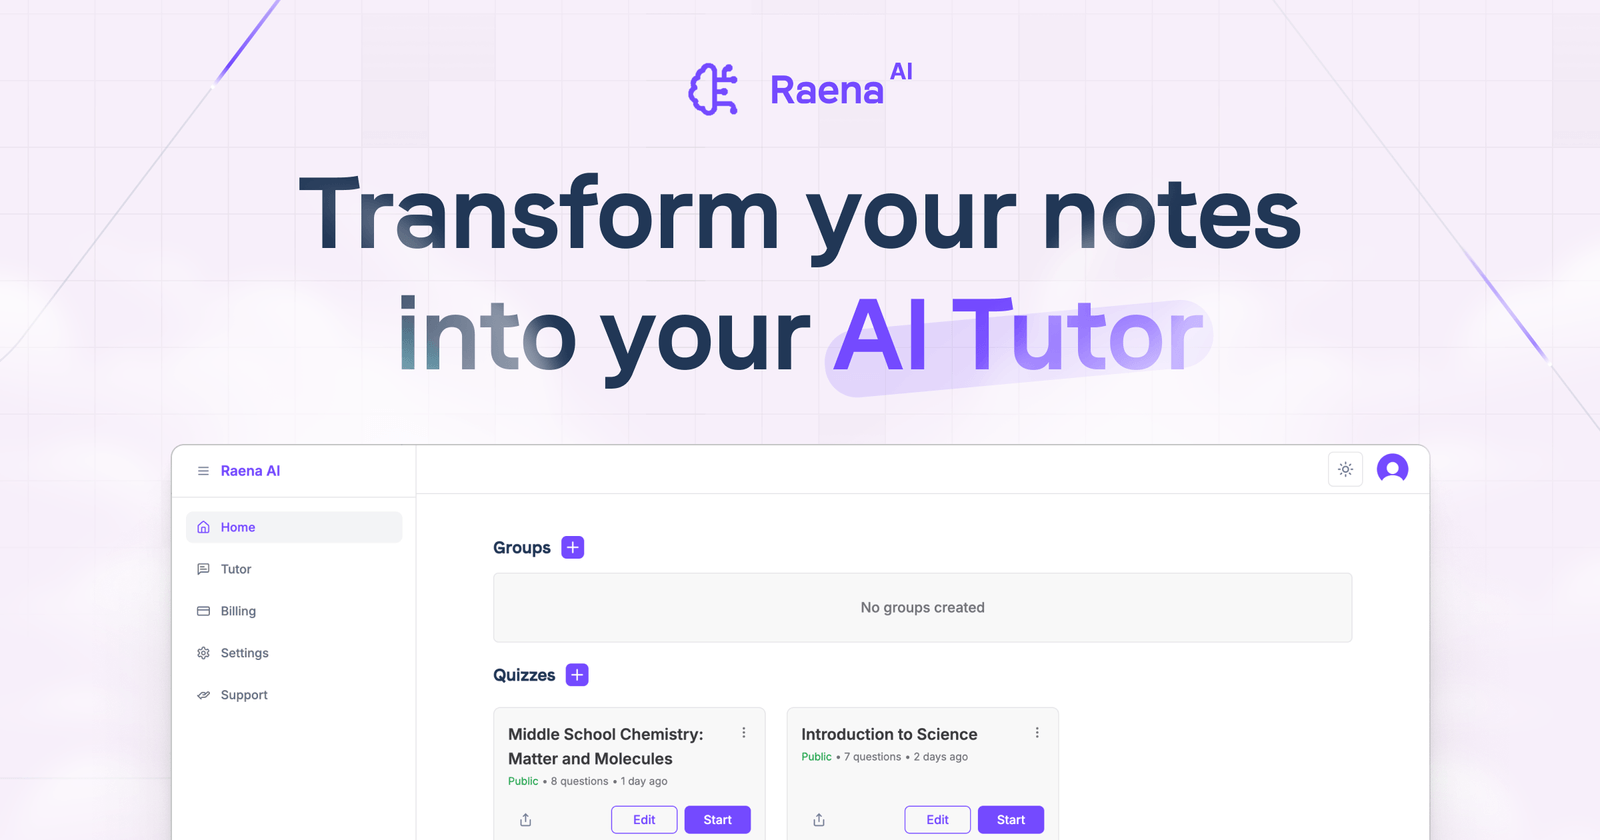 Raena AI
Transform your notes
into your AI Tutor
Raena AI
Home
Tutor
Billing
Settings
Support
Groups
No groups created
Quizzes
Middle School Chemistry:
Matter and Molecules
Public • 8 questions • 1 day ago
Edit
Start
Introduction to Science
Public • 7 questions • 2 days ago
Edit
Start